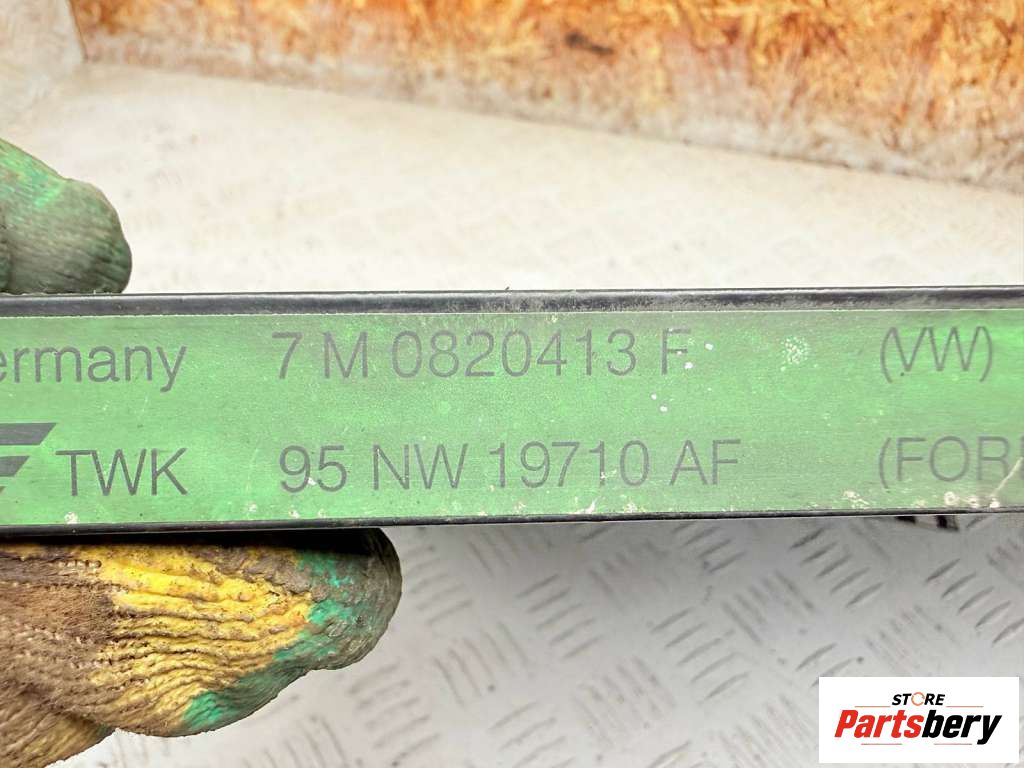 ermany 7 M 0820413 F (VW)
TWK 95 NW 19710 AF (FOR
STORE
Partsbery